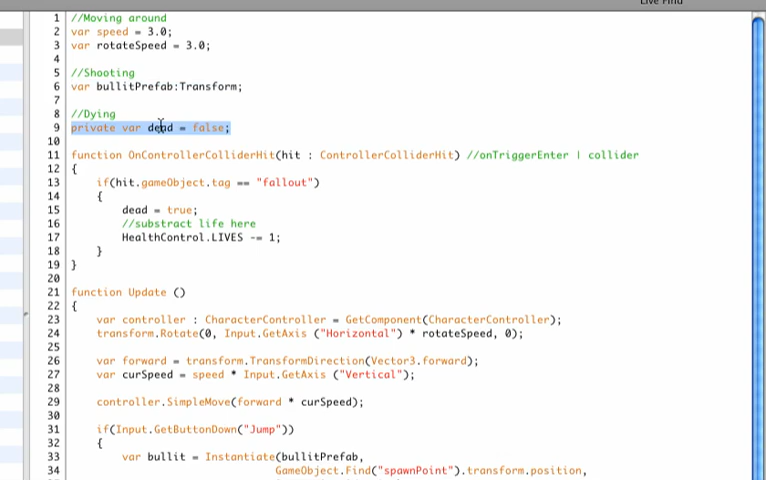 Live Find
1 //Moving around
2 var speed = 3.0;
3 var rotateSpeed = 3.0;
4
5 //Shooting
6 var bullitPrefab:Transform;
7
8 //Dying
9 private var dead = false;
10
11 function OnControllerColliderHit(hit : ControllerColliderHit) //onTriggerEnter | collider
12 {
13 if(hit.gameObject.tag == "fallout")
14 {
15 dead = true;
16 //substract life here
17 HealthControl.LIVES -= 1;
18 }
19 }
20
21 function Update ()
22 {
23 var controller : CharacterController = GetComponent(CharacterController);
24 transform.Rotate(0, Input.GetAxis ("Horizontal") * rotateSpeed, 0);
25
26 var forward = transform.TransformDirection(Vector3.forward);
27 var curSpeed = speed * Input.GetAxis ("Vertical");
28
29 controller.SimpleMove(forward * curSpeed);
30
31 if(Input.GetButtonDown("Jump"))
32 {
33 var bullit = Instantiate(bullitPrefab,
34 GameObject.Find("spawnPoint").transform.position,